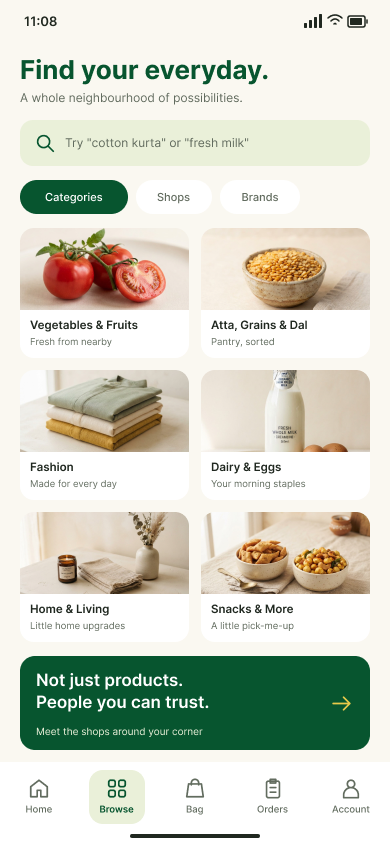 11:08
Find your everyday.
A whole neighbourhood of possibilities.
Try "cotton kurta" or "fresh milk"
Categories
Shops
Brands
Vegetables & Fruits
Fresh from nearby
Atta, Grains & Dal
Pantry, sorted
FRESH
WHOLE MILK
Fashion
Made for every day
Dairy & Eggs
Your morning staples
Home & Living
Little home upgrades
Snacks & More
A little pick-me-up
Not just products.
People you can trust.
Meet the shops around your corner
Home
Browse
Bag
Orders
Account